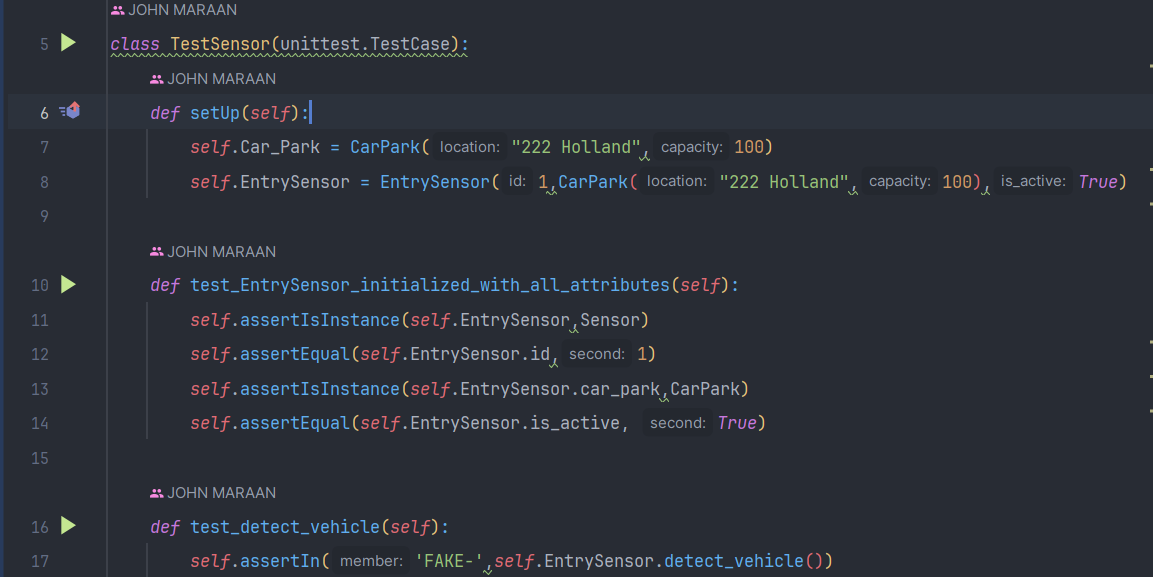 JOHN MARAAN
5 class TestSensor(unittest.TestCase):
JOHN MARAAN
6 def setUp(self):
7 self.Car_Park = CarPark( location: "222 Holland", capacity: 100)
8 self.EntrySensor = EntrySensor( id: 1,CarPark( location: "222 Holland", capacity: 100), is_active: True)
9
JOHN MARAAN
10 def test_EntrySensor_initialized_with_all_attributes(self):
11 self.assertIsInstance(self.EntrySensor,Sensor)
12 self.assertEqual(self.EntrySensor.id, second: 1)
13 self.assertIsInstance(self.EntrySensor.car_park,CarPark)
14 self.assertEqual(self.EntrySensor.is_active, second: True)
15
JOHN MARAAN
16 def test_detect_vehicle(self):
17 self.assertIn( member: 'FAKE-',self.EntrySensor.detect_vehicle())